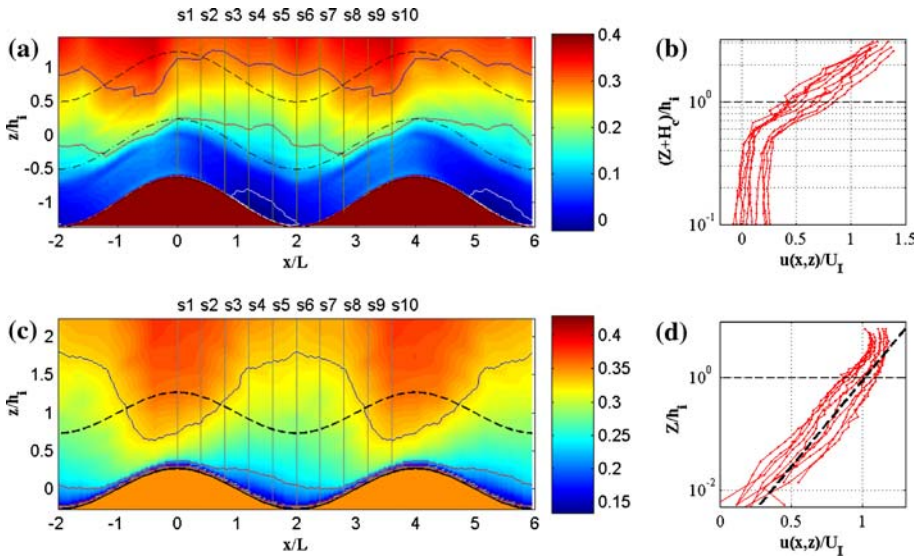 s1 s2 s3 s4 s5 s6 s7 s8 s9 s10
(a)
1
0.5
0
-0.5
-1
z/h_i
-2 -1 0 1 2 3 4 5 6
x/L
0.4
0.3
0.2
0.1
0
(b)
(Z+H_c)/h_i
10^0
10^-1
0 0.5 1 1.5
u(x,z)/U_I
s1 s2 s3 s4 s5 s6 s7 s8 s9 s10
(c)
2
1.5
1
0.5
0
z/h_i
-2 -1 0 1 2 3 4 5 6
x/L
0.4
0.35
0.3
0.25
0.2
0.15
(d)
Z/h_i
10^0
10^-2
0 0.5 1
u(x,z)/U_I